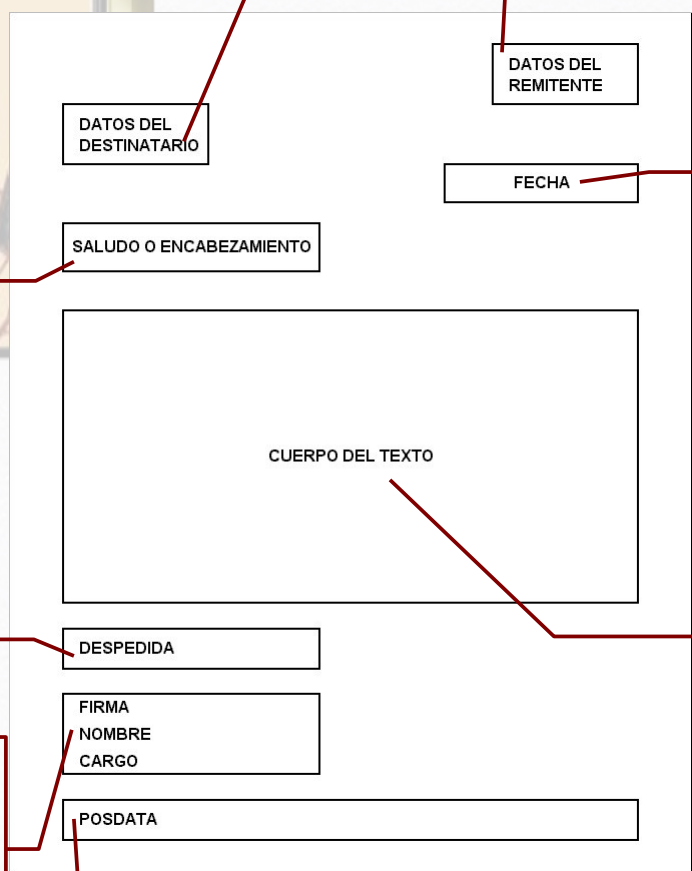 DATOS DEL
REMITENTE
DATOS DEL
DESTINATARIO
FECHA
SALUDO O ENCABEZAMIENTO
CUERPO DEL TEXTO
DESPEDIDA
FIRMA
NOMBRE
CARGO
POSDATA